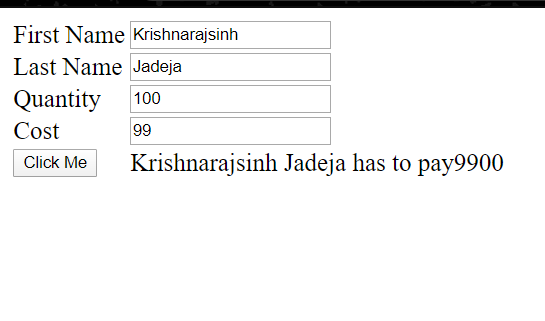 First Name Krishnarajsinh
Last Name Jadeja
Quantity 100
Cost 99
Click Me Krishnarajsinh Jadeja has to pay9900